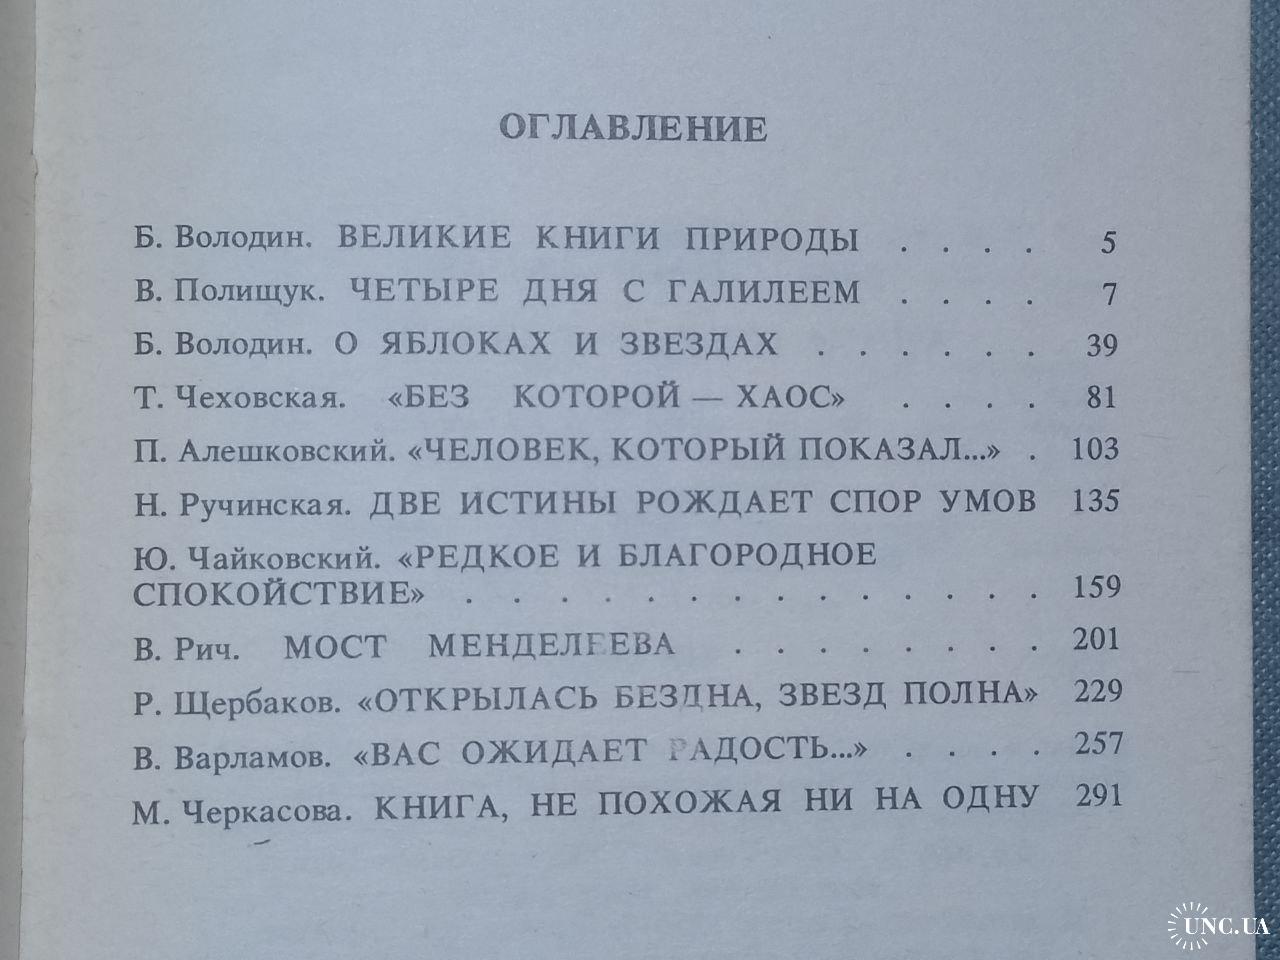 ОГЛАВЛЕНИЕ
Б. Володин. ВЕЛИКИЕ КНИГИ ПРИРОДЫ . . . . 5
В. Полищук. ЧЕТЫРЕ ДНЯ С ГАЛИЛЕЕМ . . . . 7
Б. Володин. О ЯБЛОКАХ И ЗВЕЗДАХ . . . . . . 39
Т. Чеховская. «БЕЗ КОТОРОЙ — ХАОС» . . . . 81
П. Алешковский. «ЧЕЛОВЕК, КОТОРЫЙ ПОКАЗАЛ...» . 103
Н. Ручинская. ДВЕ ИСТИНЫ РОЖДАЕТ СПОР УМОВ 135
Ю. Чайковский. «РЕДКОЕ И БЛАГОРОДНОЕ
СПОКОЙСТВИЕ» . . . . . . . . . . . . . 159
В. Рич. МОСТ МЕНДЕЛЕЕВА . . . . . . . . 201
Р. Щербаков. «ОТКРЫЛАСЬ БЕЗДНА, ЗВЕЗД ПОЛНА» 229
В. Варламов. «ВАС ОЖИДАЕТ РАДОСТЬ...» . . . . 257
М. Черкасова. КНИГА, НЕ ПОХОЖАЯ НИ НА ОДНУ 291
UNC.UA